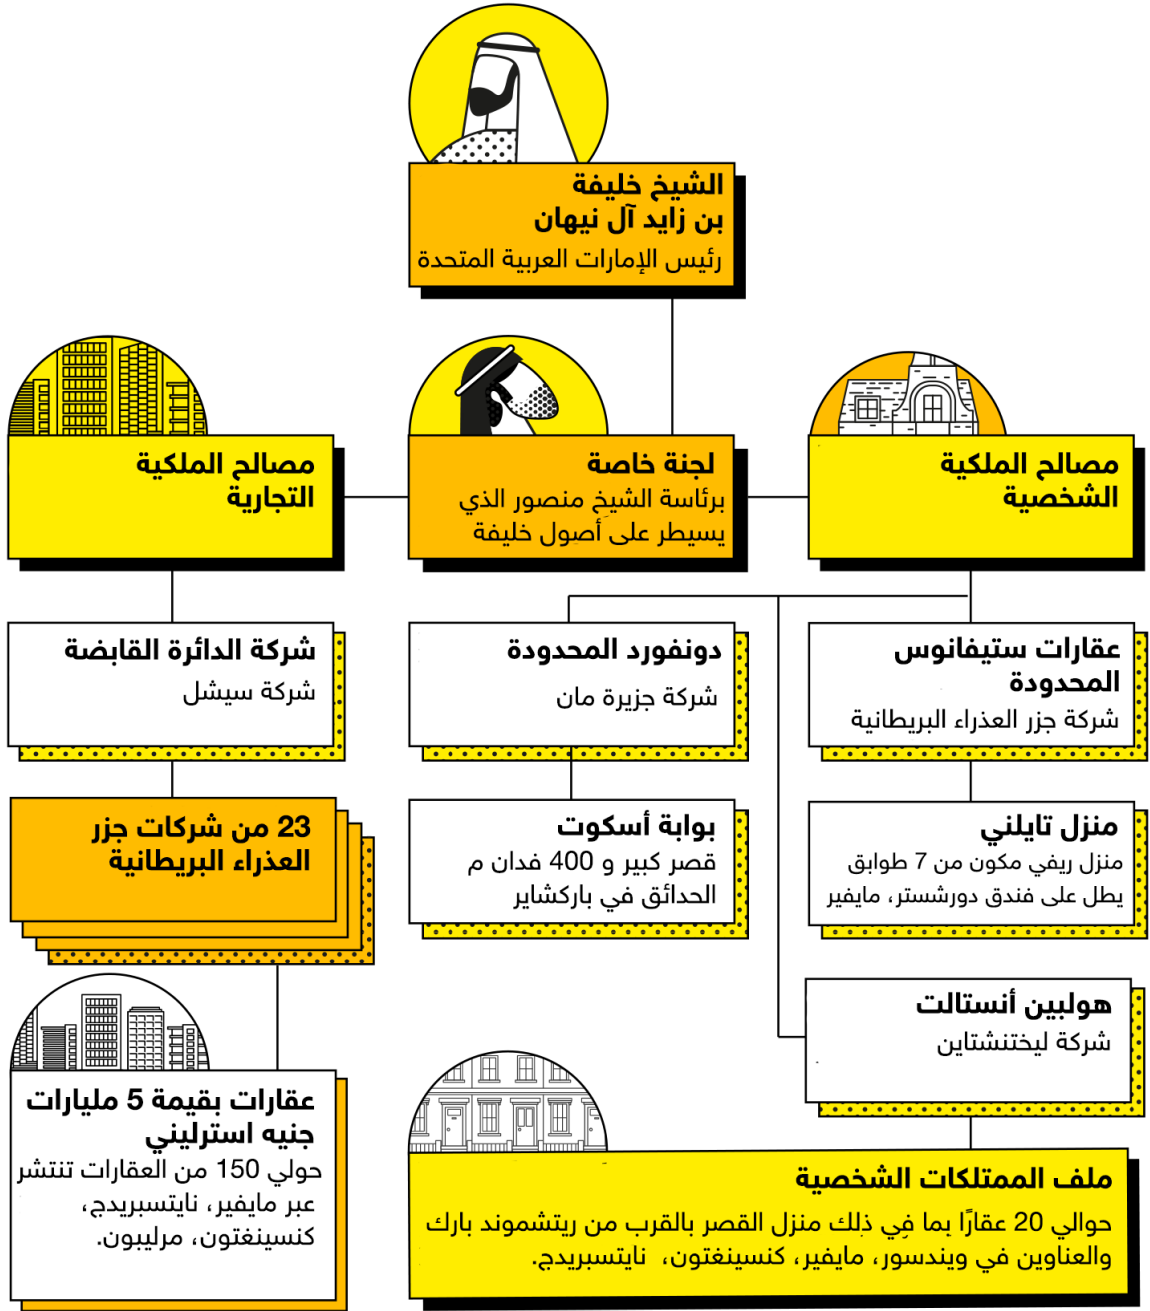 الشيخ خليفة
بن زايد آل نيهان
رئيس الإمارات العربية المتحدة
مصالح الملكية
الشخصية
لجنة خاصة
برئاسة الشيخ منصور الذي
يسيطر على أصول خليفة
مصالح الملكية
التجارية
عقارات ستيفانوس
المحدودة
شركة جزر العذراء البريطانية
دونفورد المحدودة
شركة جزيرة مان
شركة الدائرة القابضة
شركة سيشل
منزل تايلني
منزل ريفي مكون من 7 طوابق
يطل على فندق دورشستر، مايفير
بوابة أسكوت
قصر كبير و 400 فدان م
الحدائق في باركشاير
23 من شركات جزر
العذراء البريطانية
هولبين أنستالت
شركة ليختنشتاين
عقارات بقيمة 5 مليارات
جنيه استرليني
حولي 150 من العقارات تنتشر
عبر مايفير، نايتسبريدج،
كنسينغتون، مرليبون.
ملف الممتلكات الشخصية
حوالي 20 عقارًا بما في ذلك منزل القصر بالقرب من ريتشموند بارك
والعناوين في ويندسور، مايفير، كنسينغتون، نايتسبريدج.